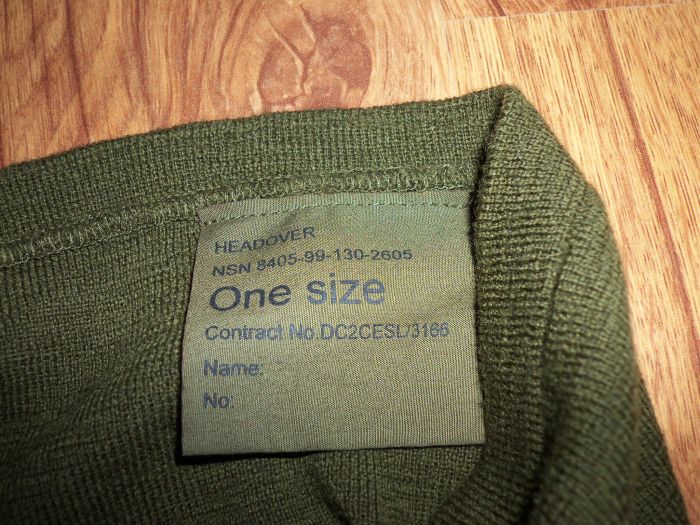 HEADOVER
NSN 8405-99-130-2605
One size
Contract No.DC2CESL/3166
Name:
No: